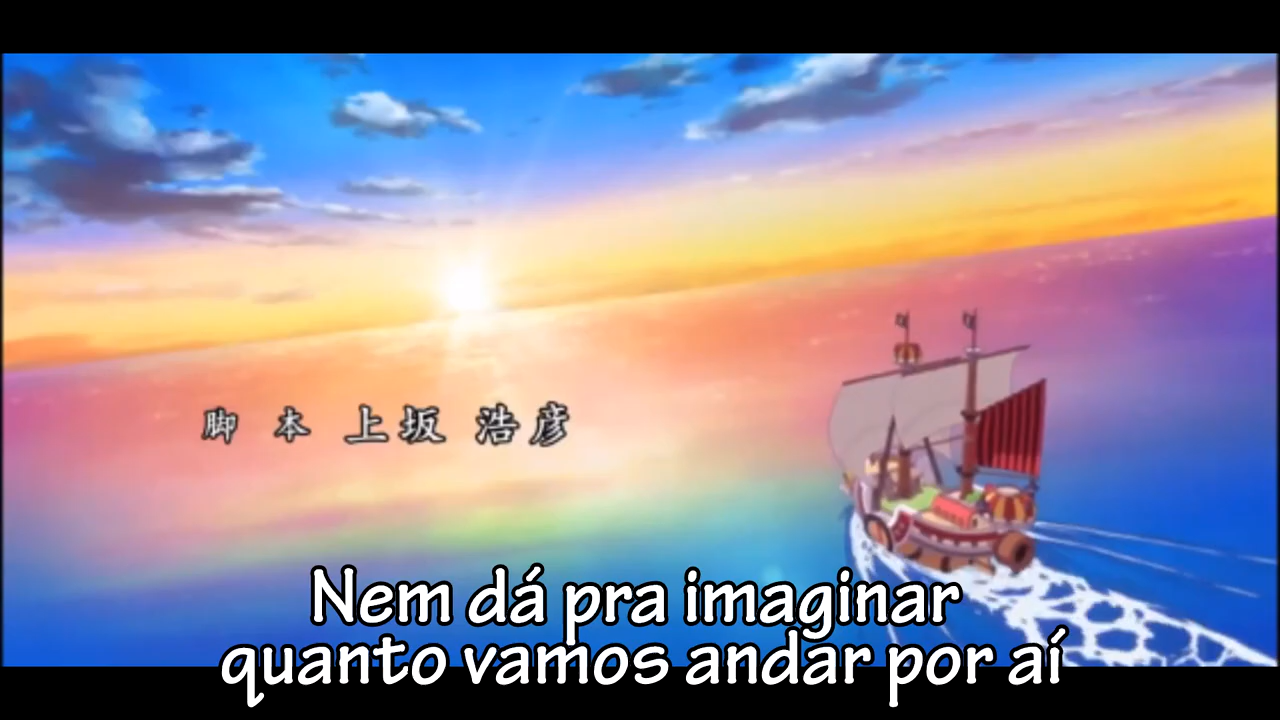 脚 本 上坂 浩彦
Nem dá pra imaginar
quanto vamos andar por aí